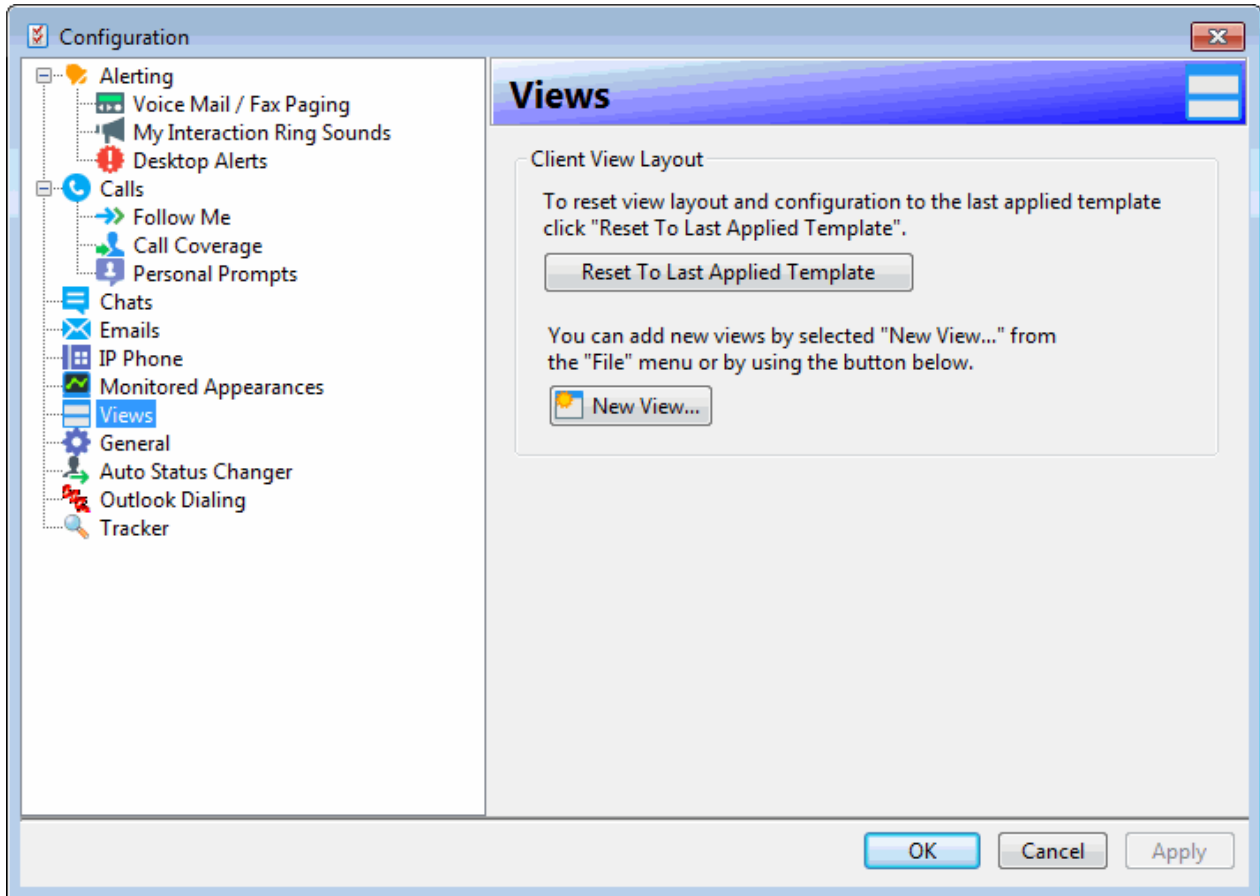 Configuration
Alerting
Voice Mail / Fax Paging
My Interaction Ring Sounds
Desktop Alerts
Calls
Follow Me
Call Coverage
Personal Prompts
Chats
Emails
IP Phone
Monitored Appearances
Views
General
Auto Status Changer
Outlook Dialing
Tracker
Views
Client View Layout
To reset view layout and configuration to the last applied template
click "Reset To Last Applied Template".
Reset To Last Applied Template
You can add new views by selected "New View..." from
the "File" menu or by using the button below.
New View...
OK Cancel Apply